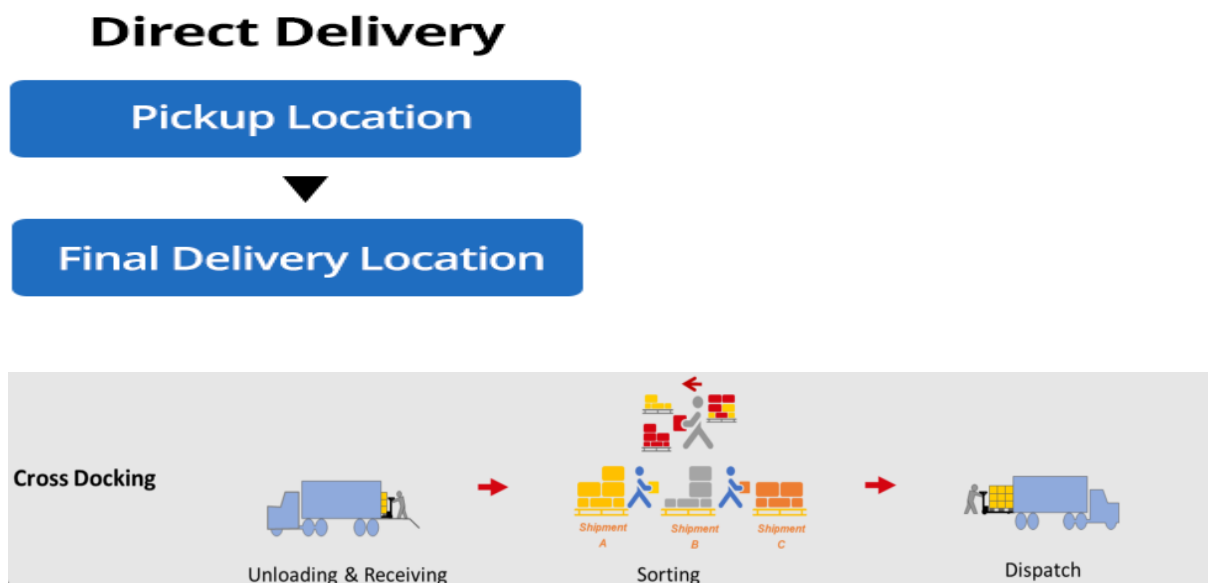 Direct Delivery
Pickup Location
Final Delivery Location
Cross Docking
Shipment
A
Shipment
B
Shipment
C
Unloading & Receiving
Sorting
Dispatch